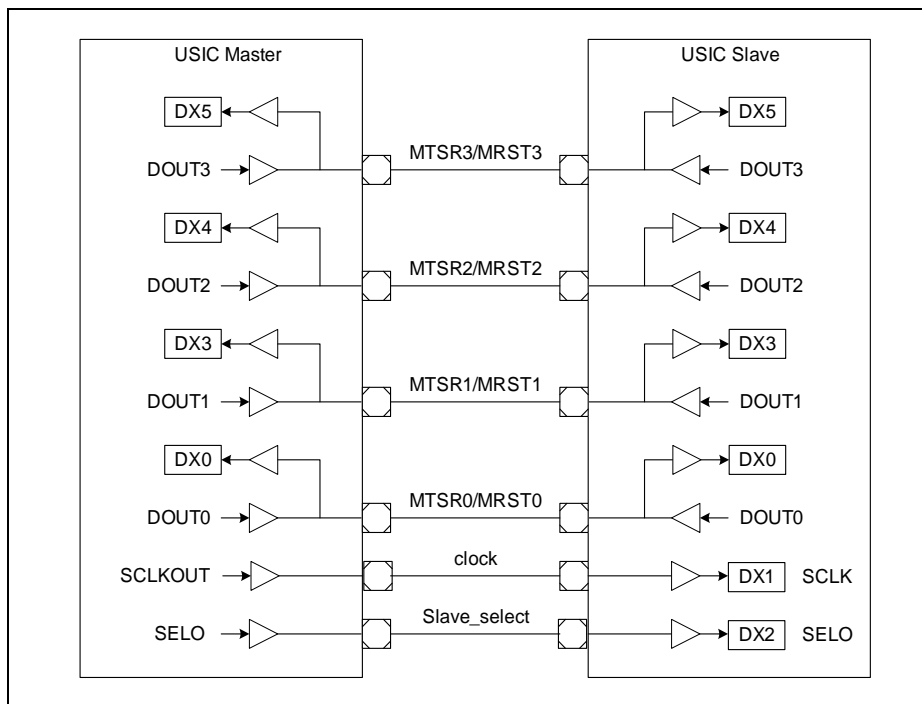 USIC Master USIC Slave
DX5 DX5
MTSR3/MRST3
DOUT3 DOUT3
DX4 DX4
MTSR2/MRST2
DOUT2 DOUT2
DX3 DX3
MTSR1/MRST1
DOUT1 DOUT1
DX0 DX0
MTSR0/MRST0
DOUT0 DOUT0
clock
SCLKOUT DX1 SCLK
Slave_select
SELO DX2 SELO